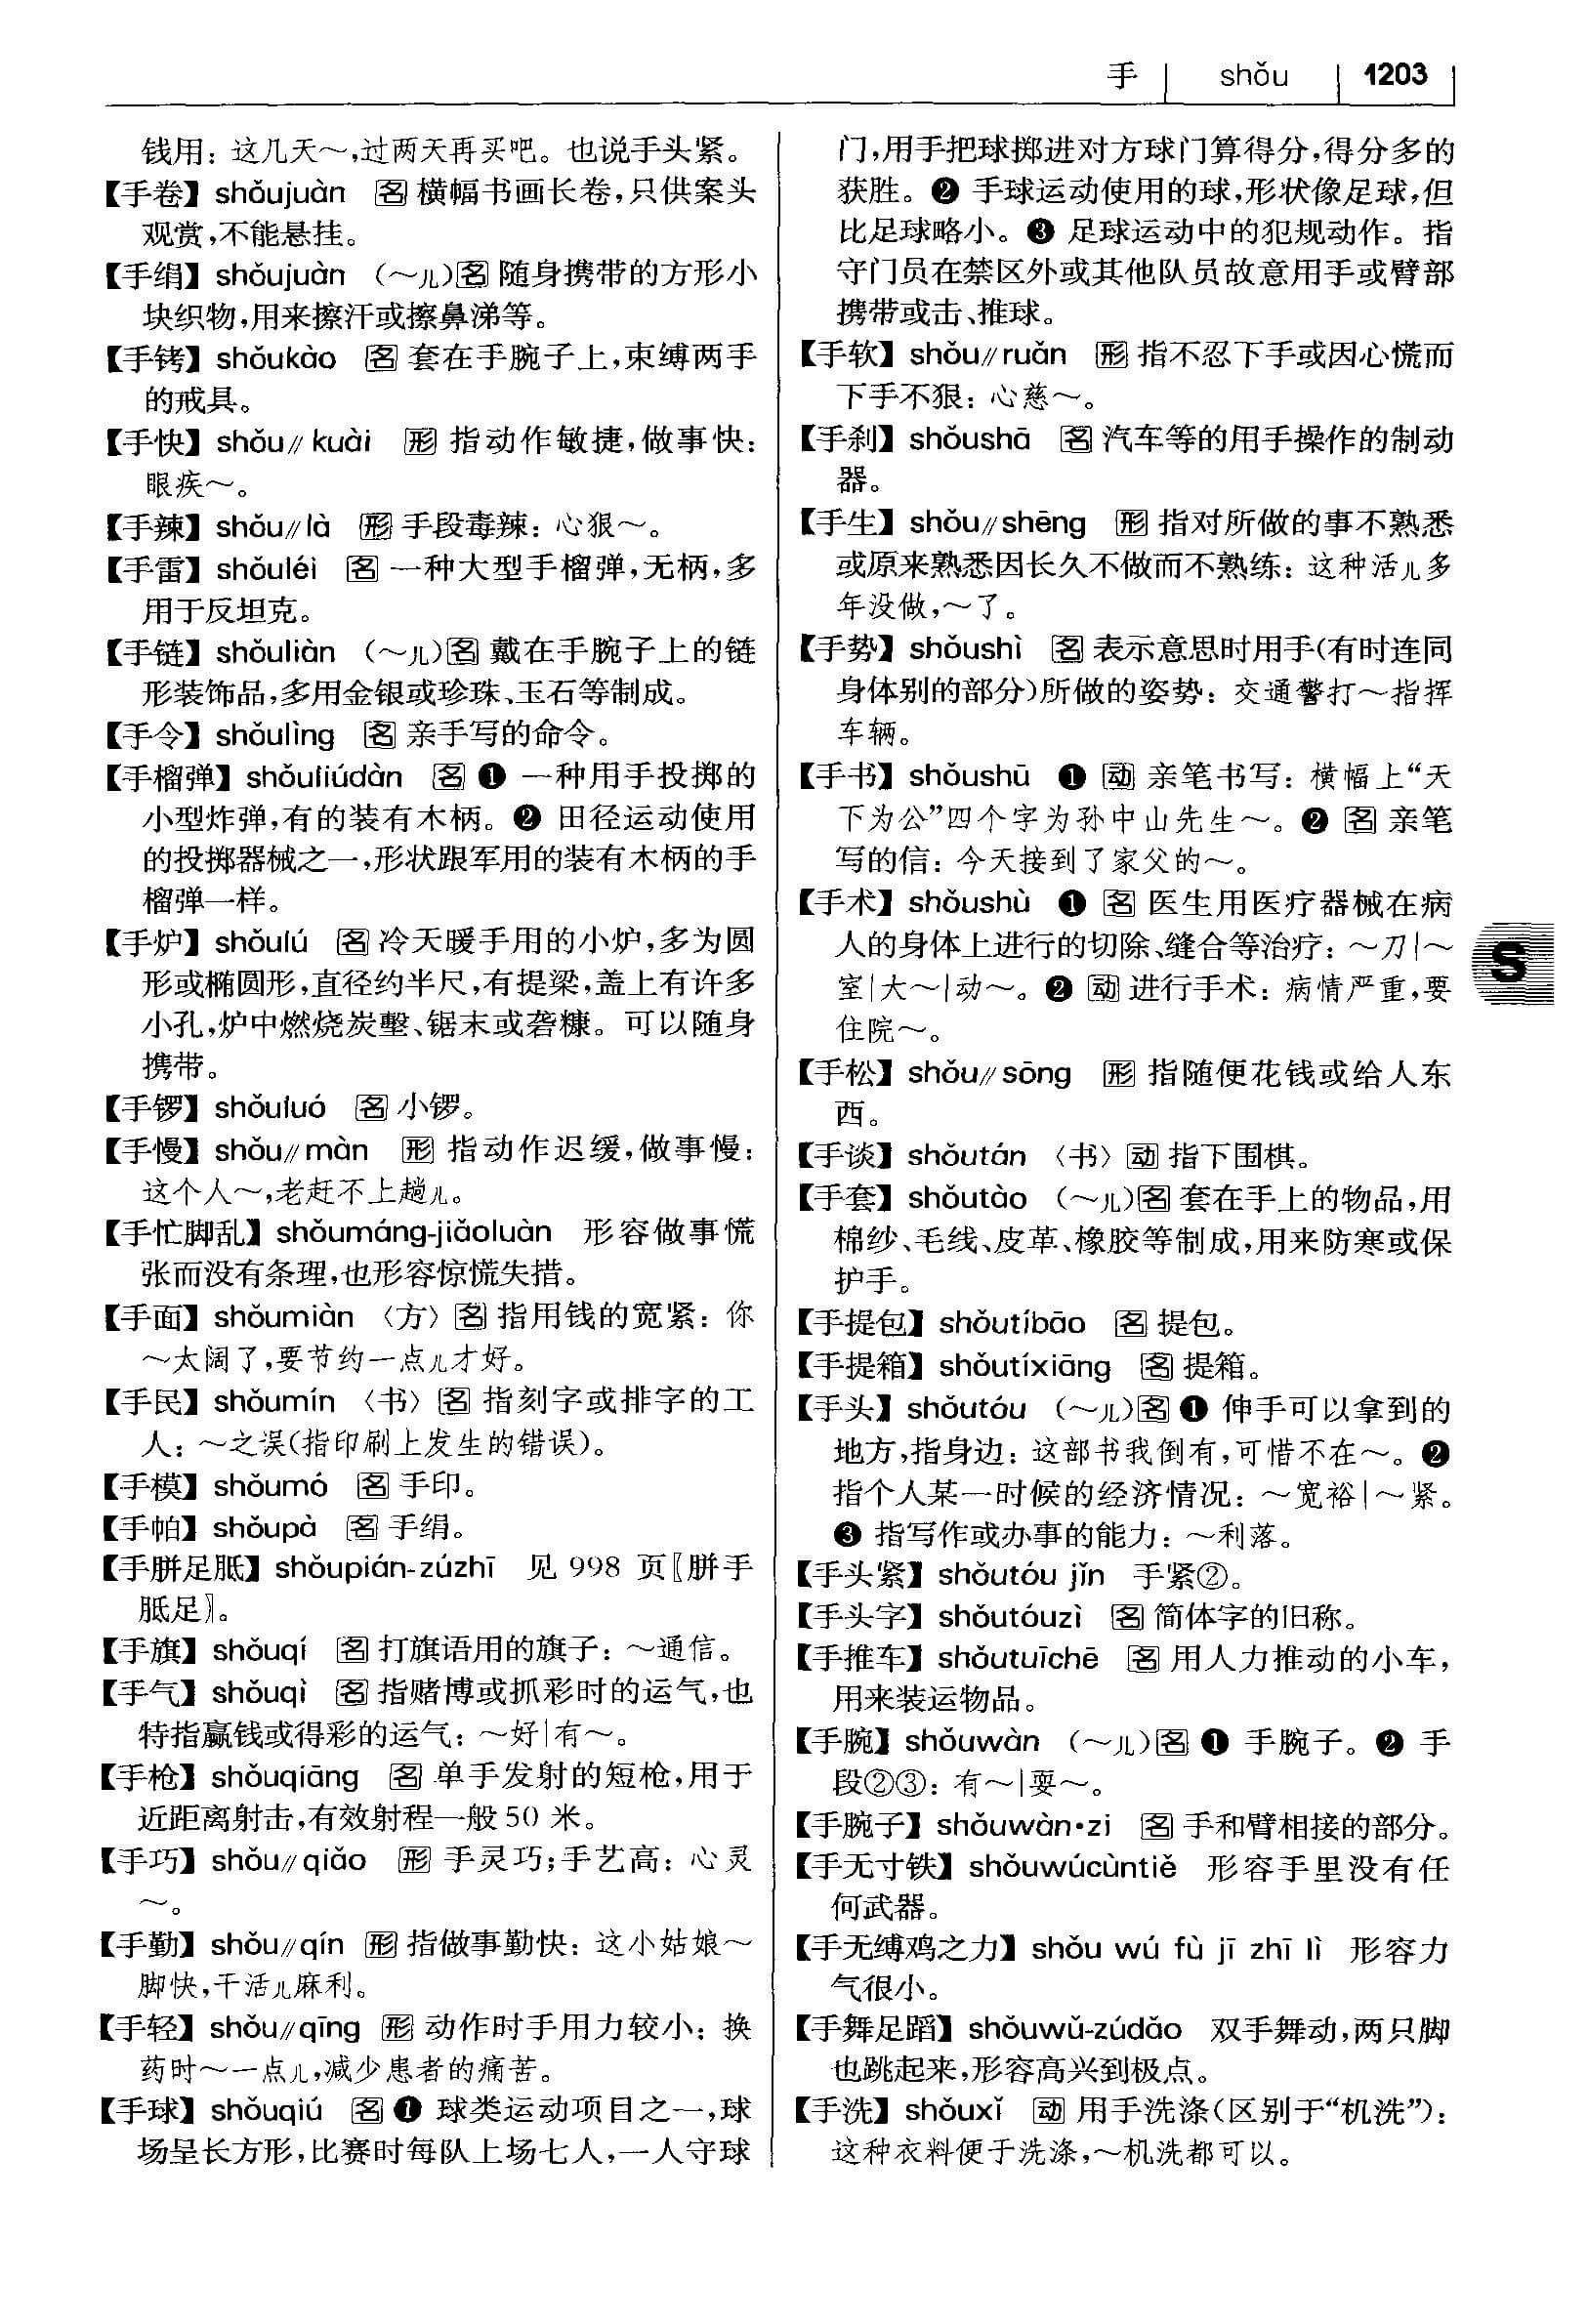 手 shǒu 1203
钱用：这几天～，过两天再买吧。也说手头紧。
【手卷】shǒujuàn 名 横幅书画长卷，只供案头
观赏，不能悬挂。
【手绢】shǒujuàn （～儿）名 随身携带的方形小
块织物，用来擦汗或擦鼻涕等。
【手铐】shǒukào 名 套在手腕子上，束缚两手
的戒具。
【手快】shǒu∥kuài 形 指动作敏捷，做事快：
眼疾～。
【手辣】shǒu∥là 形 手段毒辣：心狠～。
【手雷】shǒuléi 名 一种大型手榴弹，无柄，多
用于反坦克。
【手链】shǒuliàn （～儿）名 戴在手腕子上的链
形装饰品，多用金银或珍珠、玉石等制成。
【手令】shǒulìng 名 亲手写的命令。
【手榴弹】shǒuliúdàn 名 ❶ 一种用手投掷的
小型炸弹，有的装有木柄。❷ 田径运动使用
的投掷器械之一，形状跟军用的装有木柄的手
榴弹一样。
【手炉】shǒulú 名 冷天暖手用的小炉，多为圆
形或椭圆形，直径约半尺，有提梁，盖上有许多
小孔，炉中燃烧炭墼、锯末或砻糠。可以随身
携带。
【手锣】shǒuluó 名 小锣。
【手慢】shǒu∥màn 形 指动作迟缓，做事慢：
这个人～，老赶不上趟儿。
【手忙脚乱】shǒumáng-jiǎoluàn 形容做事慌
张而没有条理，也形容惊慌失措。
【手面】shǒumiàn 〈方〉名 指用钱的宽紧：你
～太阔了，要节约一点儿才好。
【手民】shǒumín 〈书〉名 指刻字或排字的工
人：～之误（指印刷上发生的错误）。
【手模】shǒumó 名 手印。
【手帕】shǒupà 名 手绢。
【手胼足胝】shǒupián-zúzhī 见 998 页〖胼手
胝足〗。
【手旗】shǒuqí 名 打旗语用的旗子：～通信。
【手气】shǒuqì 名 指赌博或抓彩时的运气，也
特指赢钱或得彩的运气：～好|有～。
【手枪】shǒuqiāng 名 单手发射的短枪，用于
近距离射击，有效射程一般 50 米。
【手巧】shǒu∥qiǎo 形 手灵巧；手艺高：心灵
～。
【手勤】shǒu∥qín 形 指做事勤快：这小姑娘～
脚快，干活儿麻利。
【手轻】shǒu∥qīng 形 动作时手用力较小：换
药时～一点儿，减少患者的痛苦。
【手球】shǒuqiú 名 ❶ 球类运动项目之一，球
场呈长方形，比赛时每队上场七人，一人守球
门，用手把球掷进对方球门算得分，得分多的
获胜。❷ 手球运动使用的球，形状像足球，但
比足球略小。❸ 足球运动中的犯规动作。指
守门员在禁区外或其他队员故意用手或臂部
携带或击、推球。
【手软】shǒu∥ruǎn 形 指不忍下手或因心慌而
下手不狠：心慈～。
【手刹】shǒushā 名 汽车等的用手操作的制动
器。
【手生】shǒu∥shēng 形 指对所做的事不熟悉
或原来熟悉因长久不做而不熟练：这种活儿多
年没做，～了。
【手势】shǒushì 名 表示意思时用手（有时连同
身体别的部分）所做的姿势：交通警打～指挥
车辆。
【手书】shǒushū ❶ 动 亲笔书写：横幅上“天
下为公”四个字为孙中山先生～。❷ 名 亲笔
写的信：今天接到了家父的～。
【手术】shǒushù ❶ 名 医生用医疗器械在病
人的身体上进行的切除、缝合等治疗：～刀|～
室|大～|动～。❷ 动 进行手术：病情严重，要
住院～。
S
【手松】shǒu∥sōng 形 指随便花钱或给人东
西。
【手谈】shǒután 〈书〉动 指下围棋。
【手套】shǒutào （～儿）名 套在手上的物品，用
棉纱、毛线、皮革、橡胶等制成，用来防寒或保
护手。
【手提包】shǒutíbāo 名 提包。
【手提箱】shǒutíxiāng 名 提箱。
【手头】shǒutóu （～儿）名 ❶ 伸手可以拿到的
地方，指身边：这部书我倒有，可惜不在～。❷
指个人某一时候的经济情况：～宽裕|～紧。
❸ 指写作或办事的能力：～利落。
【手头紧】shǒutóu jǐn 手紧②。
【手头字】shǒutóuzì 名 简体字的旧称。
【手推车】shǒutuīchē 名 用人力推动的小车，
用来装运物品。
【手腕】shǒuwàn （～儿）名 ❶ 手腕子。❷ 手
段②③：有～|耍～。
【手腕子】shǒuwàn·zi 名 手和臂相接的部分。
【手无寸铁】shǒuwúcùntiě 形容手里没有任
何武器。
【手无缚鸡之力】shǒu wú fù jī zhī lì 形容力
气很小。
【手舞足蹈】shǒuwǔ-zúdǎo 双手舞动，两只脚
也跳起来，形容高兴到极点。
【手洗】shǒuxǐ 动 用手洗涤（区别于“机洗”）：
这种衣料便于洗涤，～机洗都可以。